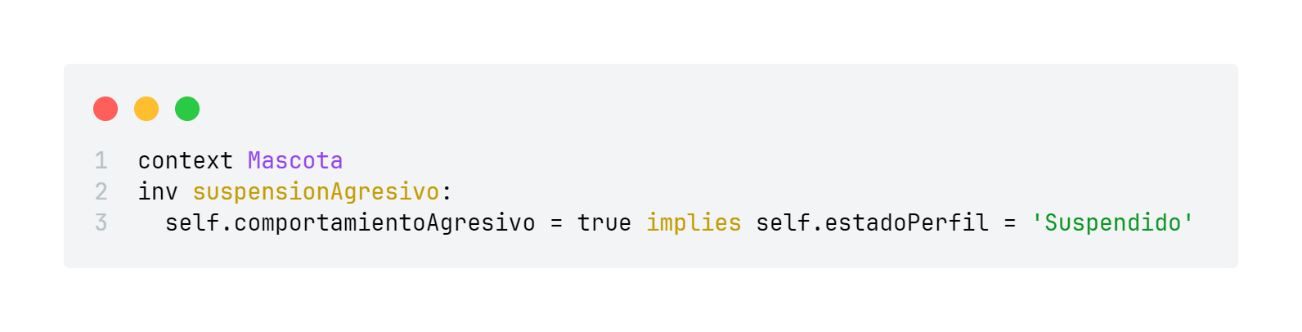 1 context Mascota
2 inv suspensionAgresivo:
3 self.comportamientoAgresivo = true implies self.estadoPerfil = 'Suspendido'